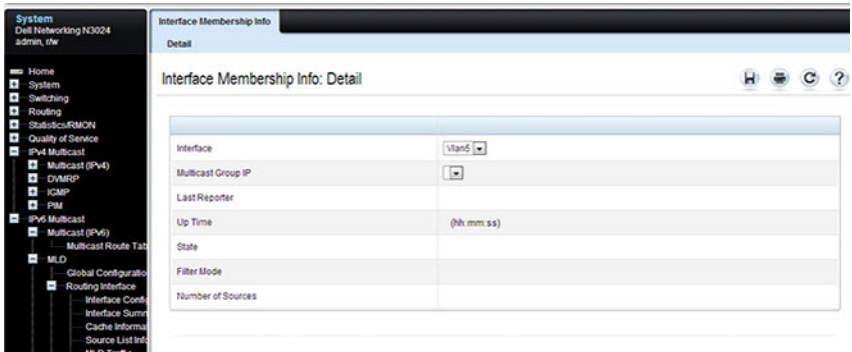 System
Dell Networking N3024
admin, r/w
Home
System
Switching
Routing
Statistics/RMON
Quality of Service
IPv4 Multicast
Multicast (IPv4)
DVMRP
IGMP
PIM
IPv6 Multicast
Multicast (IPv6)
Multicast Route Tab
MLD
Global Configuratio
Routing Interface
Interface Config
Interface Summ
Cache Informa
Source List Info
MLD Traffic
Interface Membership Info
Detail
Interface Membership Info: Detail
Interface Vlan5
Multicast Group IP
Last Reporter
Up Time (hh:mm:ss)
State
Filter Mode
Number of Sources